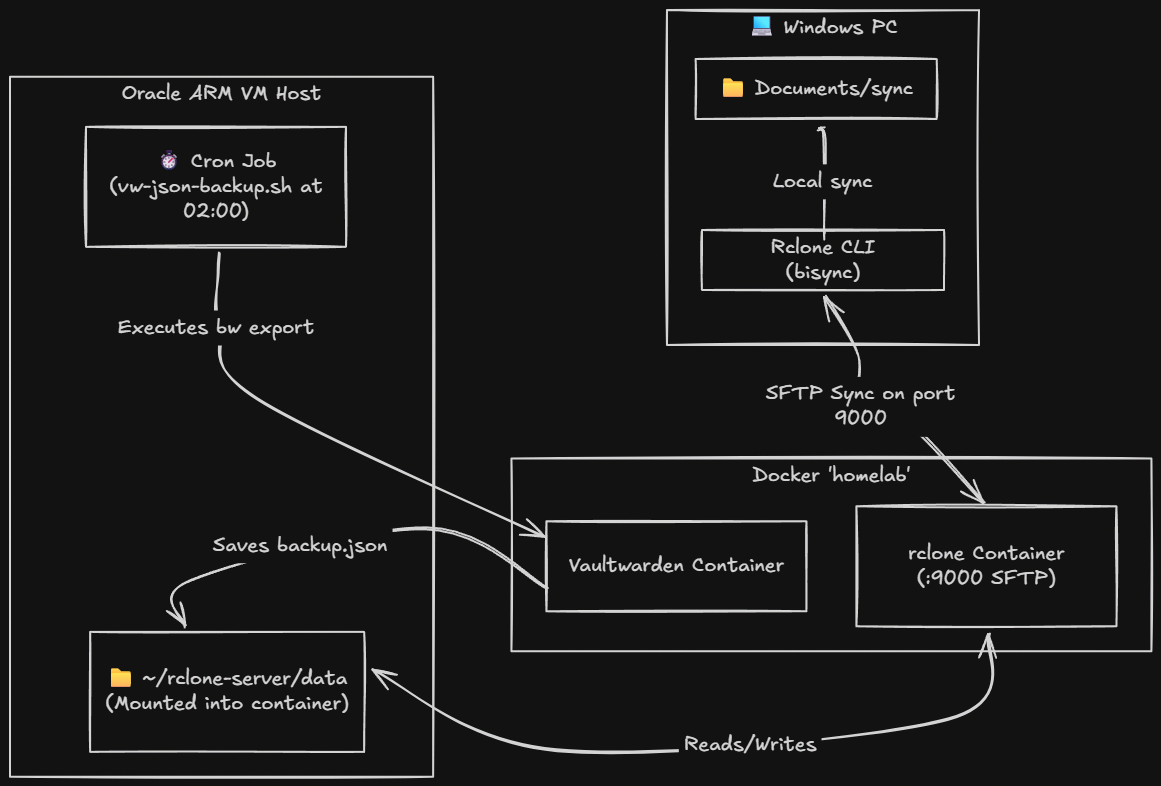 Windows PC
Documents/sync
Local sync
Rclone CLI
(bisync)
SFTP Sync on port
9000
Oracle ARM VM Host
Cron Job
(vw-json-backup.sh at
02:00)
Executes bw export
Docker 'homelab'
Vaultwarden Container
rclone Container
(:9000 SFTP)
Saves backup.json
~/rclone-server/data
(Mounted into container)
Reads/Writes